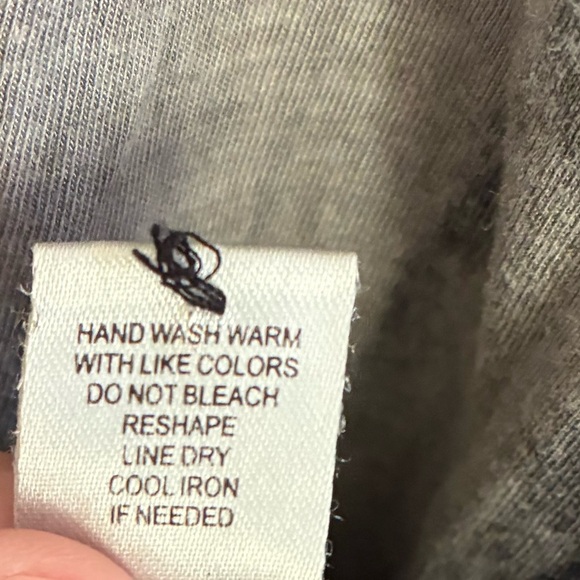 HAND WASH WARM
WITH LIKE COLORS
DO NOT BLEACH
RESHAPE
LINE DRY
COOL IRON
IF NEEDED